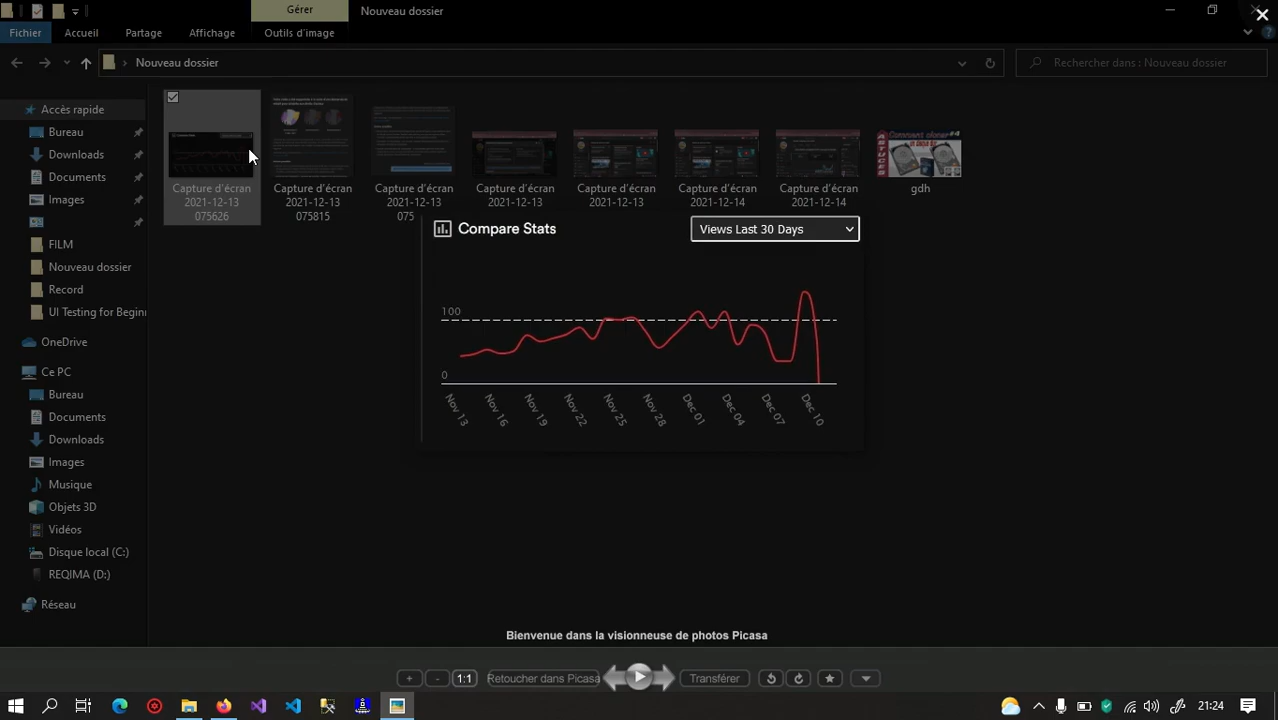 Gérer
Nouveau dossier
Fichier
Accueil
Partage
Affichage
Outils d'image
Nouveau dossier
Rechercher dans : Nouveau dossier
Accès rapide
Bureau
Downloads
Documents
Images
FILM
Nouveau dossier
Record
UI Testing for Begin
OneDrive
Ce PC
Bureau
Documents
Downloads
Images
Musique
Objets 3D
Vidéos
Disque local (C:)
REQIMA (D:)
Réseau
Capture d'écran
2021-12-13
075626
Capture d'écran
2021-12-13
075815
Capture d'écran
2021-12-13
075
Capture d'écran
2021-12-13
Capture d'écran
2021-12-13
Capture d'écran
2021-12-14
Capture d'écran
2021-12-14
Comment cloner #4
ASTUCES
gdh
Compare Stats
Views Last 30 Days
100
0
Nov 13
Nov 16
Nov 19
Nov 22
Nov 25
Nov 28
Dec 01
Dec 04
Dec 07
Dec 10
Bienvenue dans la visionneuse de photos Picasa
+
-
1:1
Retoucher dans Picasa
Transférer
21:24